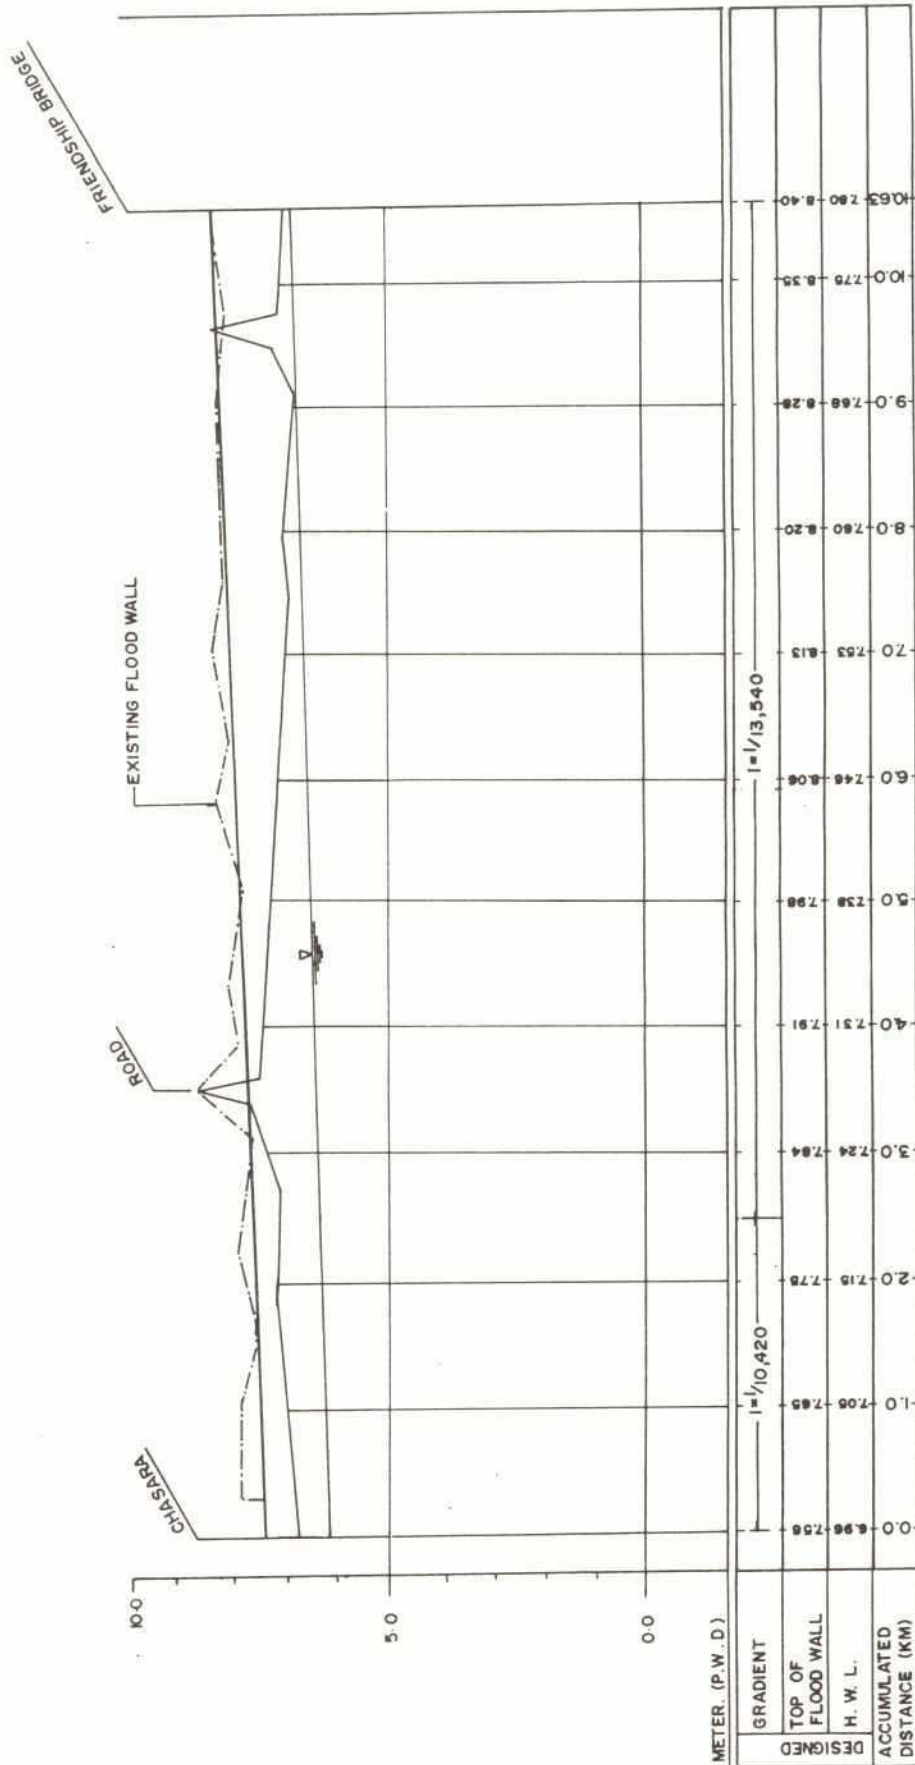 FRIENDSHIP BRIDGE
EXISTING FLOOD WALL
ROAD
CHASARA
10.0
5.0
0.0
METER. (P.W.D)
DESIGNED
GRADIENT
I=1/10,420
I=1/13,540
TOP OF
FLOOD WALL
7.56 7.65 7.75 7.84 7.91 7.98 8.06 8.13 8.20 8.28 8.35 8.40
H. W. L.
6.96 7.05 7.15 7.24 7.31 7.38 7.46 7.53 7.60 7.68 7.75 7.80
ACCUMULATED
DISTANCE (KM)
0.0 1.0 2.0 3.0 4.0 5.0 6.0 7.0 8.0 9.0 10.0 10.63